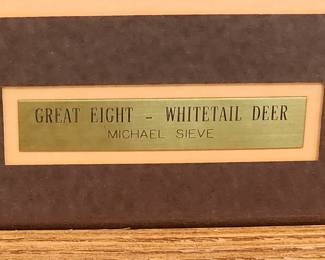 GREAT EIGHT - WHITETAIL DEER
MICHAEL SIEVE